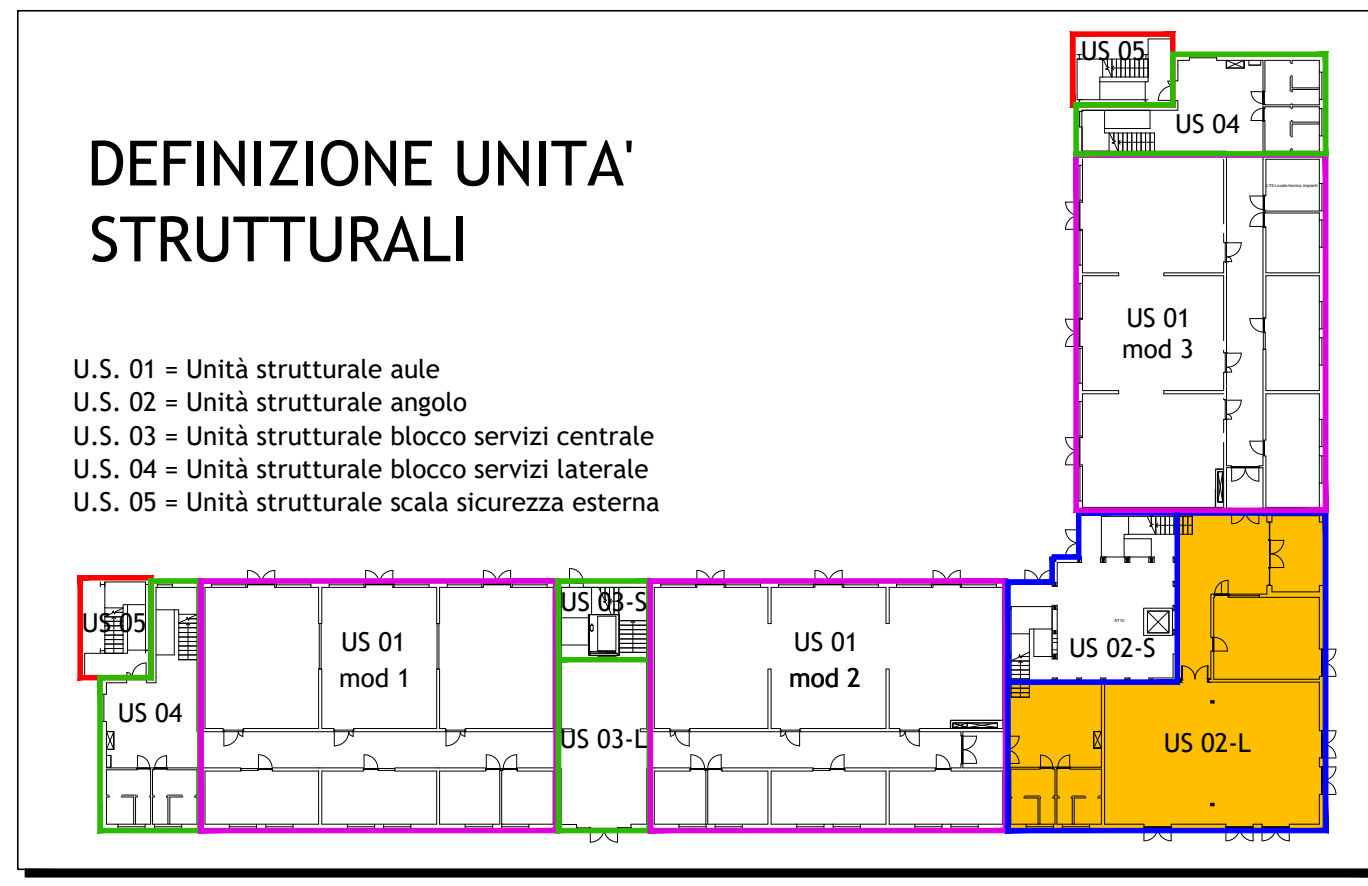 DEFINIZIONE UNITA'
STRUTTURALI
U.S. 01 = Unità strutturale aule
U.S. 02 = Unità strutturale angolo
U.S. 03 = Unità strutturale blocco servizi centrale
U.S. 04 = Unità strutturale blocco servizi laterale
U.S. 05 = Unità strutturale scala sicurezza esterna
US 05
US 04
US 01
mod 3
US 05
US 04
US 01
mod 1
US 03-S
US 03-L
US 01
mod 2
US 02-S
US 02-L